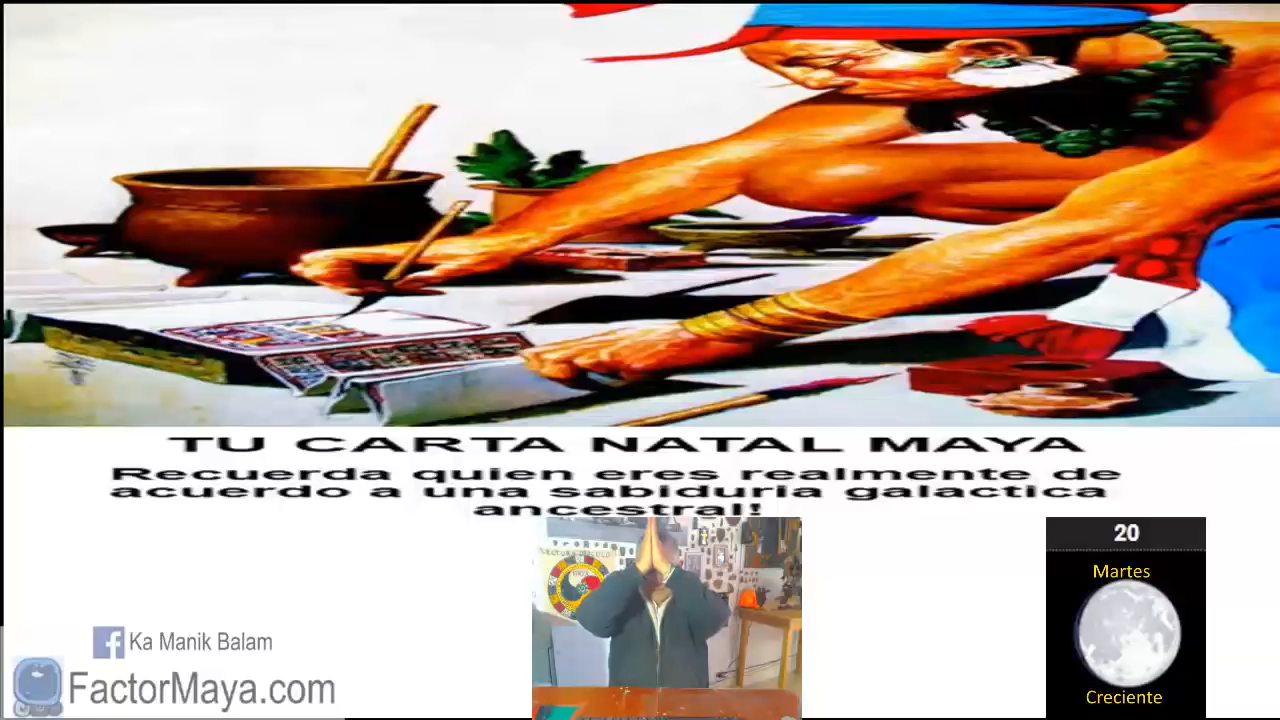 TU CARTA NATAL MAYA
Recuerda quien eres realmente de
acuerdo a una sabiduria galactica
ancestral!
20
Martes
Creciente
Ka Manik Balam
FactorMaya.com